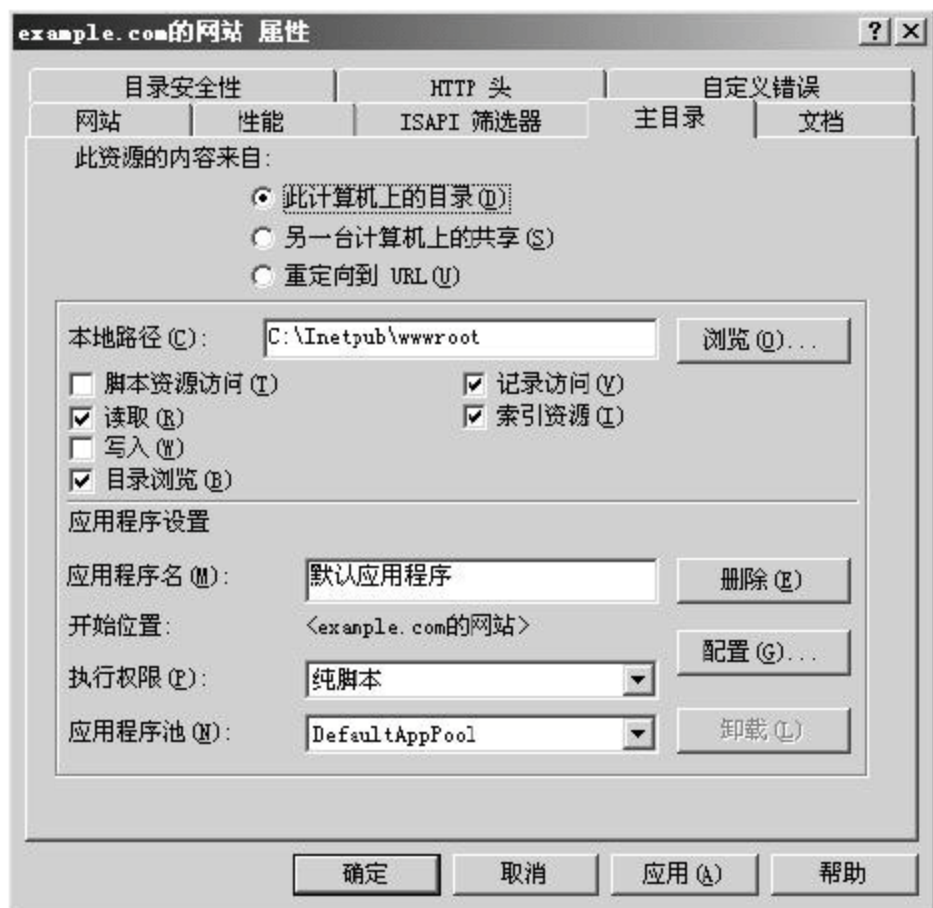 example.com的网站 属性
目录安全性 HTTP 头 自定义错误
网站 性能 ISAPI 筛选器 主目录 文档
此资源的内容来自:
此计算机上的目录(D)
另一台计算机上的共享(S)
重定向到 URL(U)
本地路径(C): C:\Inetpub\wwwroot 浏览(O)...
脚本资源访问(T) 记录访问(V)
读取(R) 索引资源(I)
写入(W)
目录浏览(B)
应用程序设置
应用程序名(M): 默认应用程序 删除(E)
开始位置: <example.com的网站>
配置(G)...
执行权限(P): 纯脚本
应用程序池(N): DefaultAppPool 卸载(L)
确定 取消 应用(A) 帮助